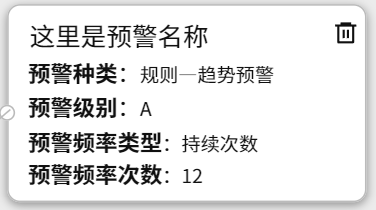 这里是预警名称
预警种类：规则—趋势预警
预警级别：A
预警频率类型：持续次数
预警频率次数：12